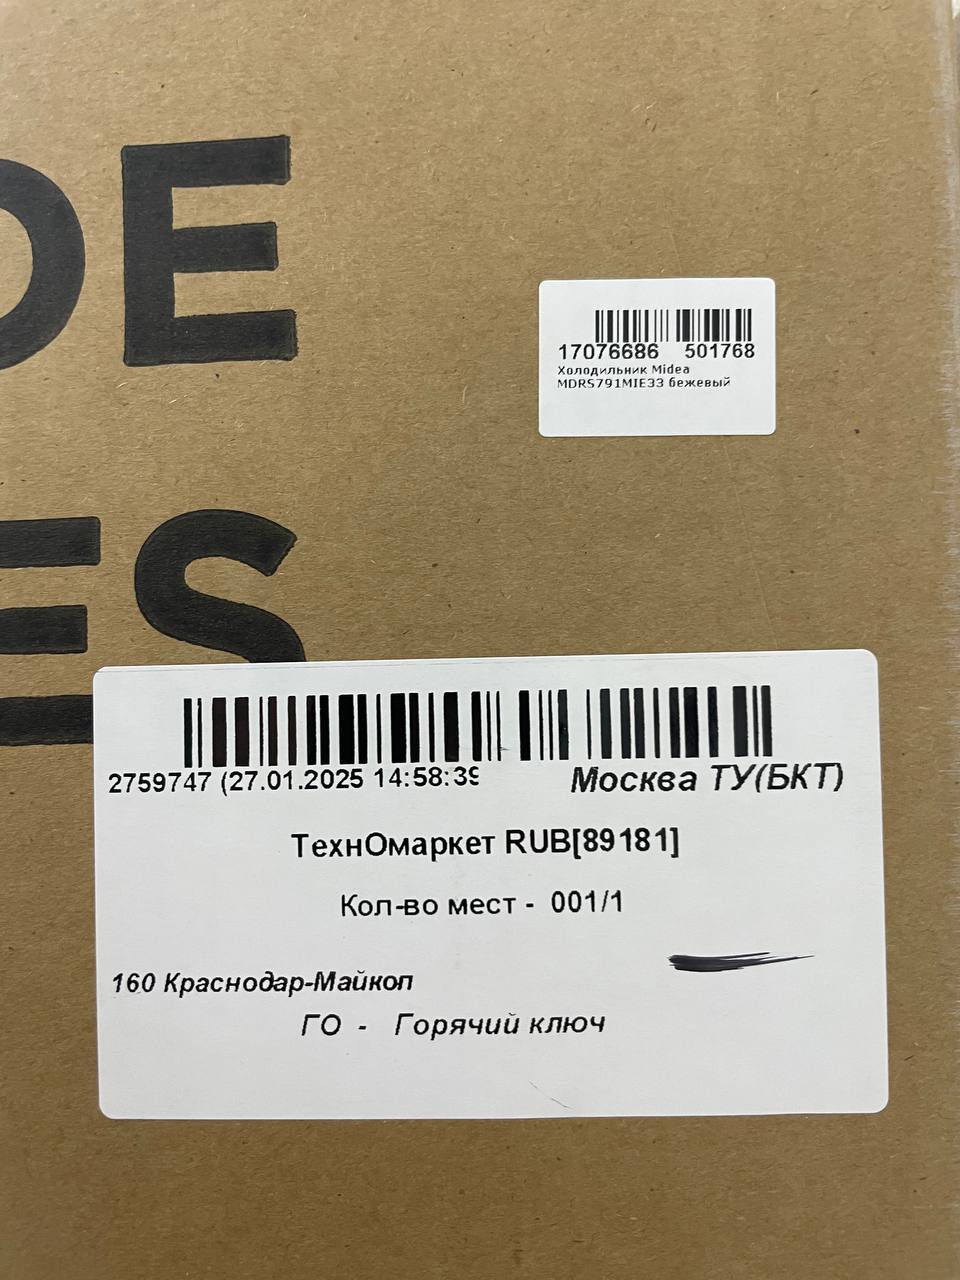 DE
ES
17076686 501768
Холодильник Midea
MDRS791MIE33 бежевый
2759747 (27.01.2025 14:58:39
Москва ТУ(БКТ)
ТехнОмаркет RUB[89181]
Кол-во мест - 001/1
160 Краснодар-Майкоп
ГО - Горячий ключ